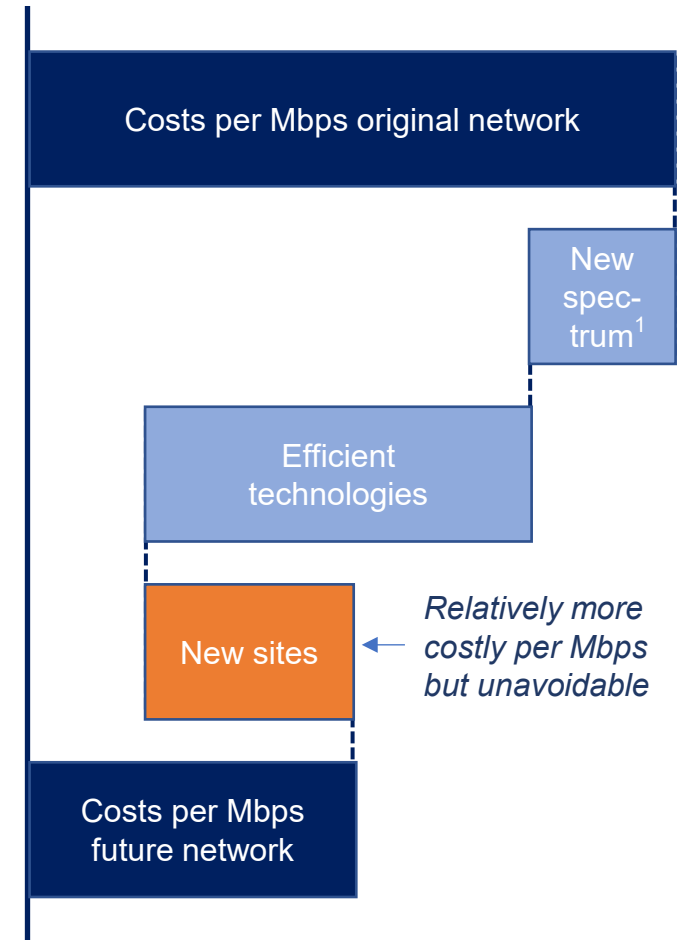 Costs per Mbps original network
New
spec-
trum¹
Efficient
technologies
New sites
Relatively more
costly per Mbps
but unavoidable
Costs per Mbps
future network